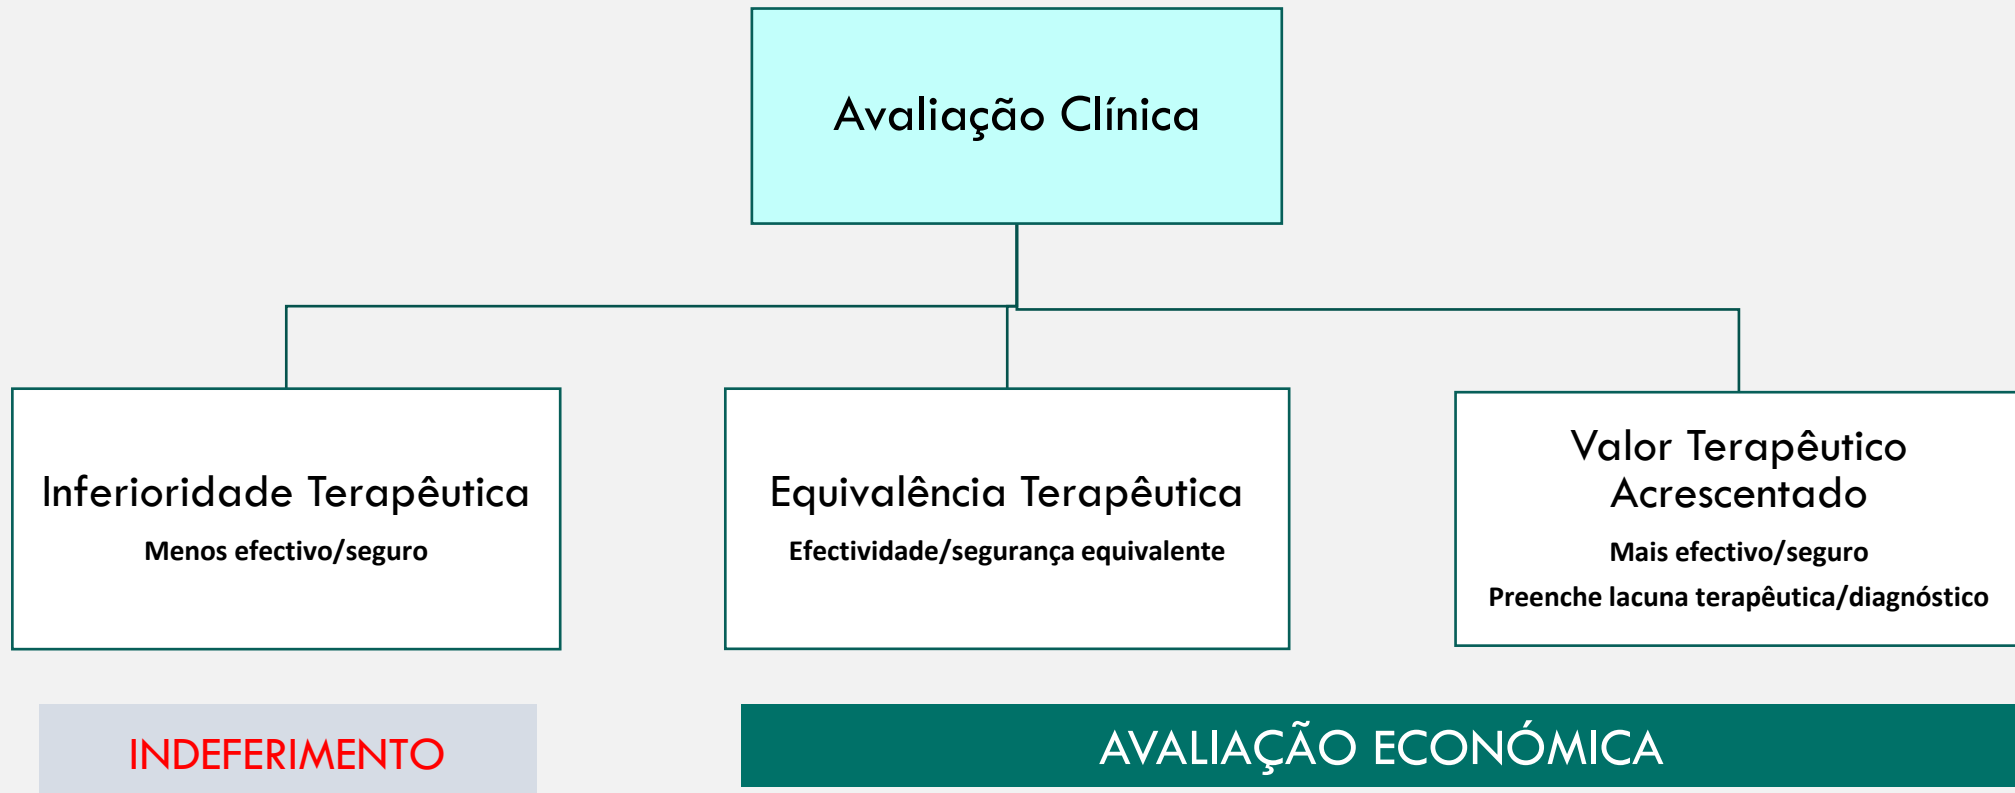 Avaliação Clínica
Inferioridade Terapêutica
Menos efectivo/seguro
Equivalência Terapêutica
Efectividade/segurança equivalente
Valor Terapêutico
Acrescentado
Mais efectivo/seguro
Preenche lacuna terapêutica/diagnóstico
INDEFERIMENTO
AVALIAÇÃO ECONÓMICA